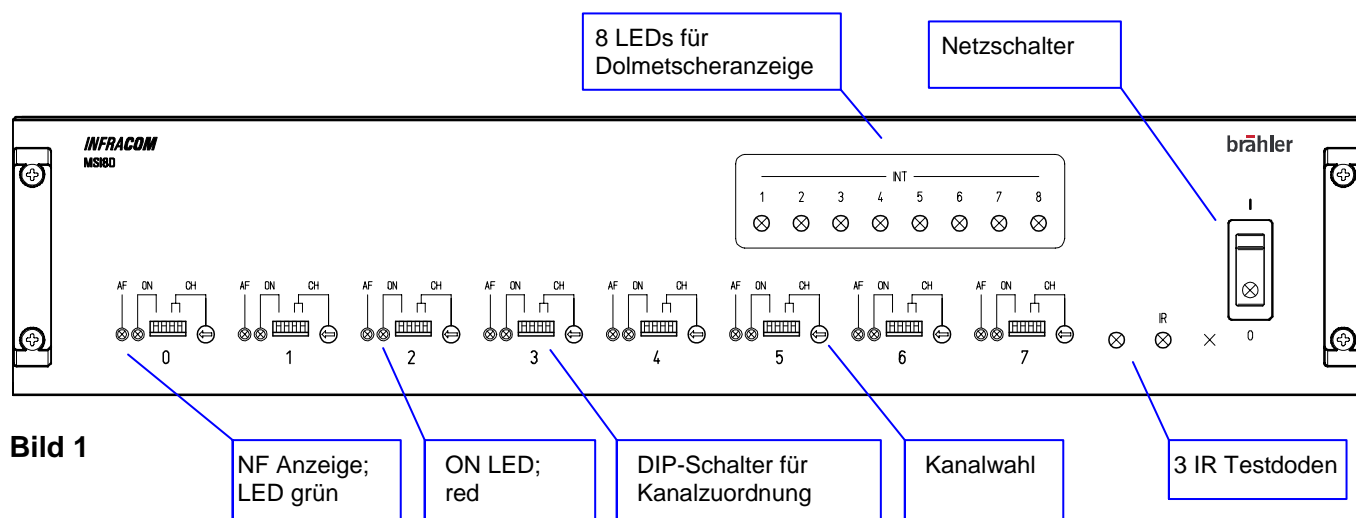 8 LEDs für
Dolmetscheranzeige
Netzschalter
INFRACOM
MSI8D
brähler
INT
1 2 3 4 5 6 7 8
I
AF ON CH AF ON CH AF ON CH AF ON CH AF ON CH AF ON CH AF ON CH AF ON CH
IR
0
0 1 2 3 4 5 6 7
Bild 1
NF Anzeige;
LED grün
ON LED;
red
DIP-Schalter für
Kanalzuordnung
Kanalwahl
3 IR Testdoden